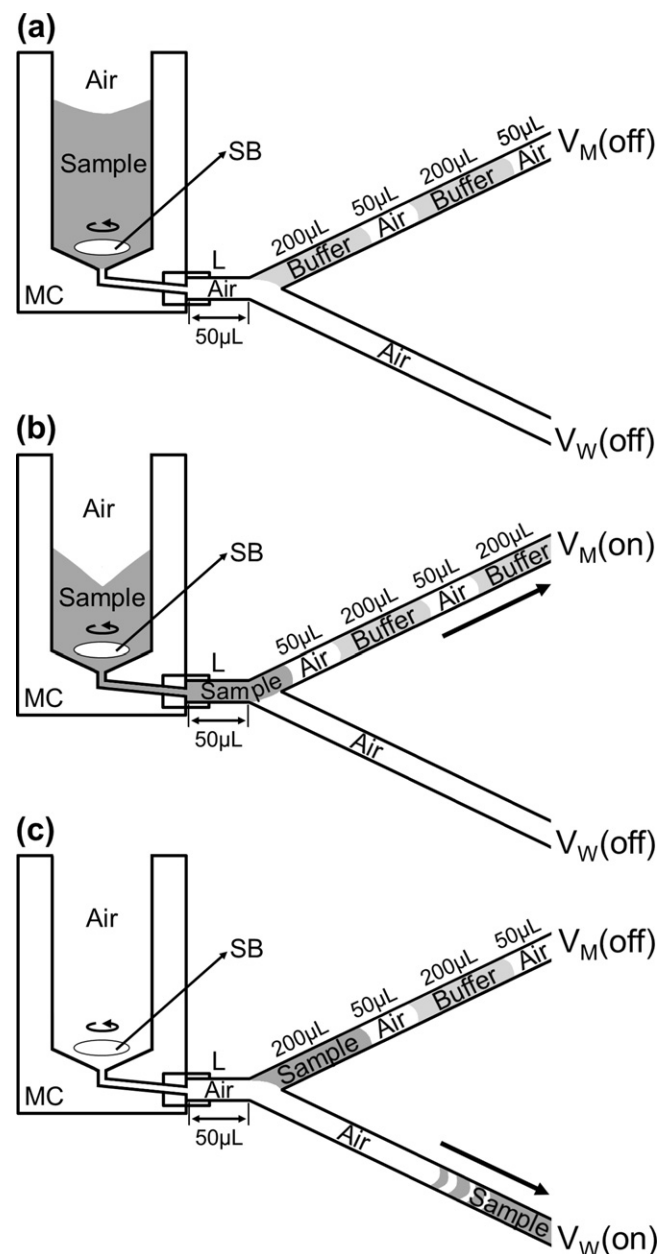 (a)
Air
Sample
SB
MC
L
Air
50µL
200µL
50µL
200µL
50µL
Buffer
Air
Buffer
Air
V_M(off)
Air
V_W(off)
(b)
Air
Sample
SB
MC
L
Sample
50µL
50µL
200µL
50µL
200µL
Air
Buffer
Air
Buffer
V_M(on)
Air
V_W(off)
(c)
Air
SB
MC
L
Air
50µL
200µL
50µL
200µL
50µL
Sample
Air
Buffer
Air
V_M(off)
Air
Sample
V_W(on)